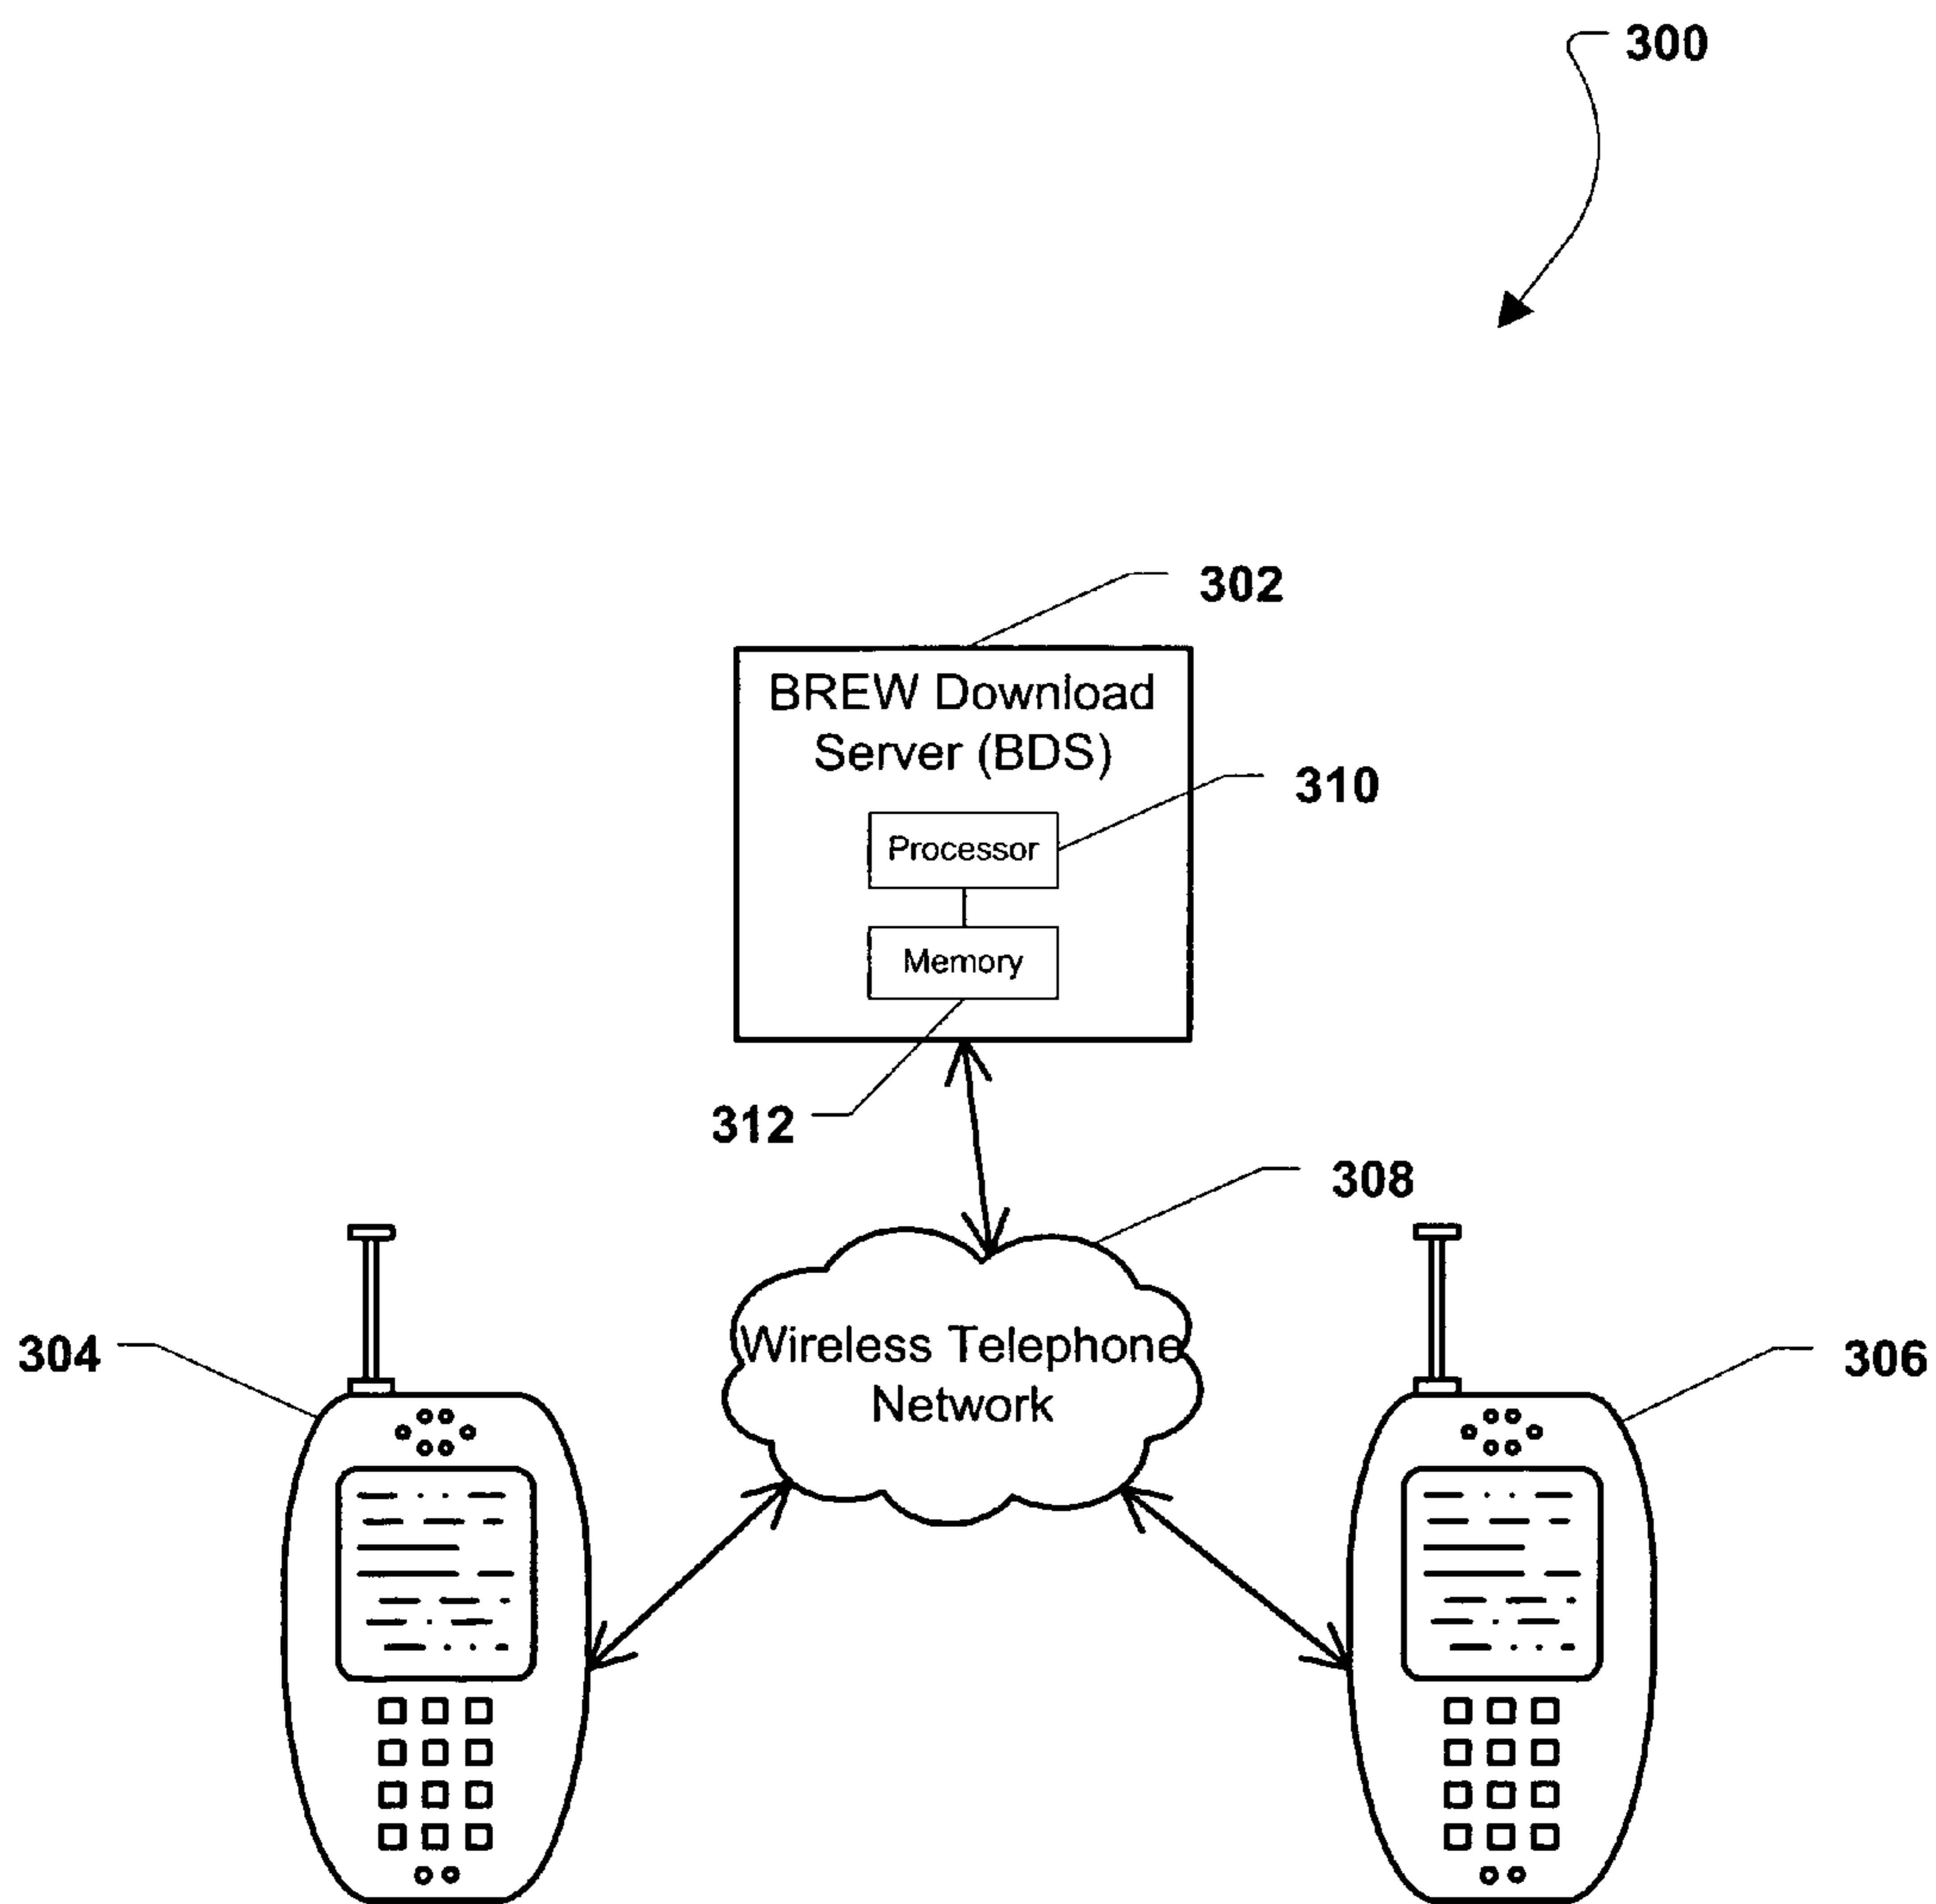 300
302
BREW Download
Server (BDS)
310
Processor
Memory
312
308
Wireless Telephone
Network
304
306